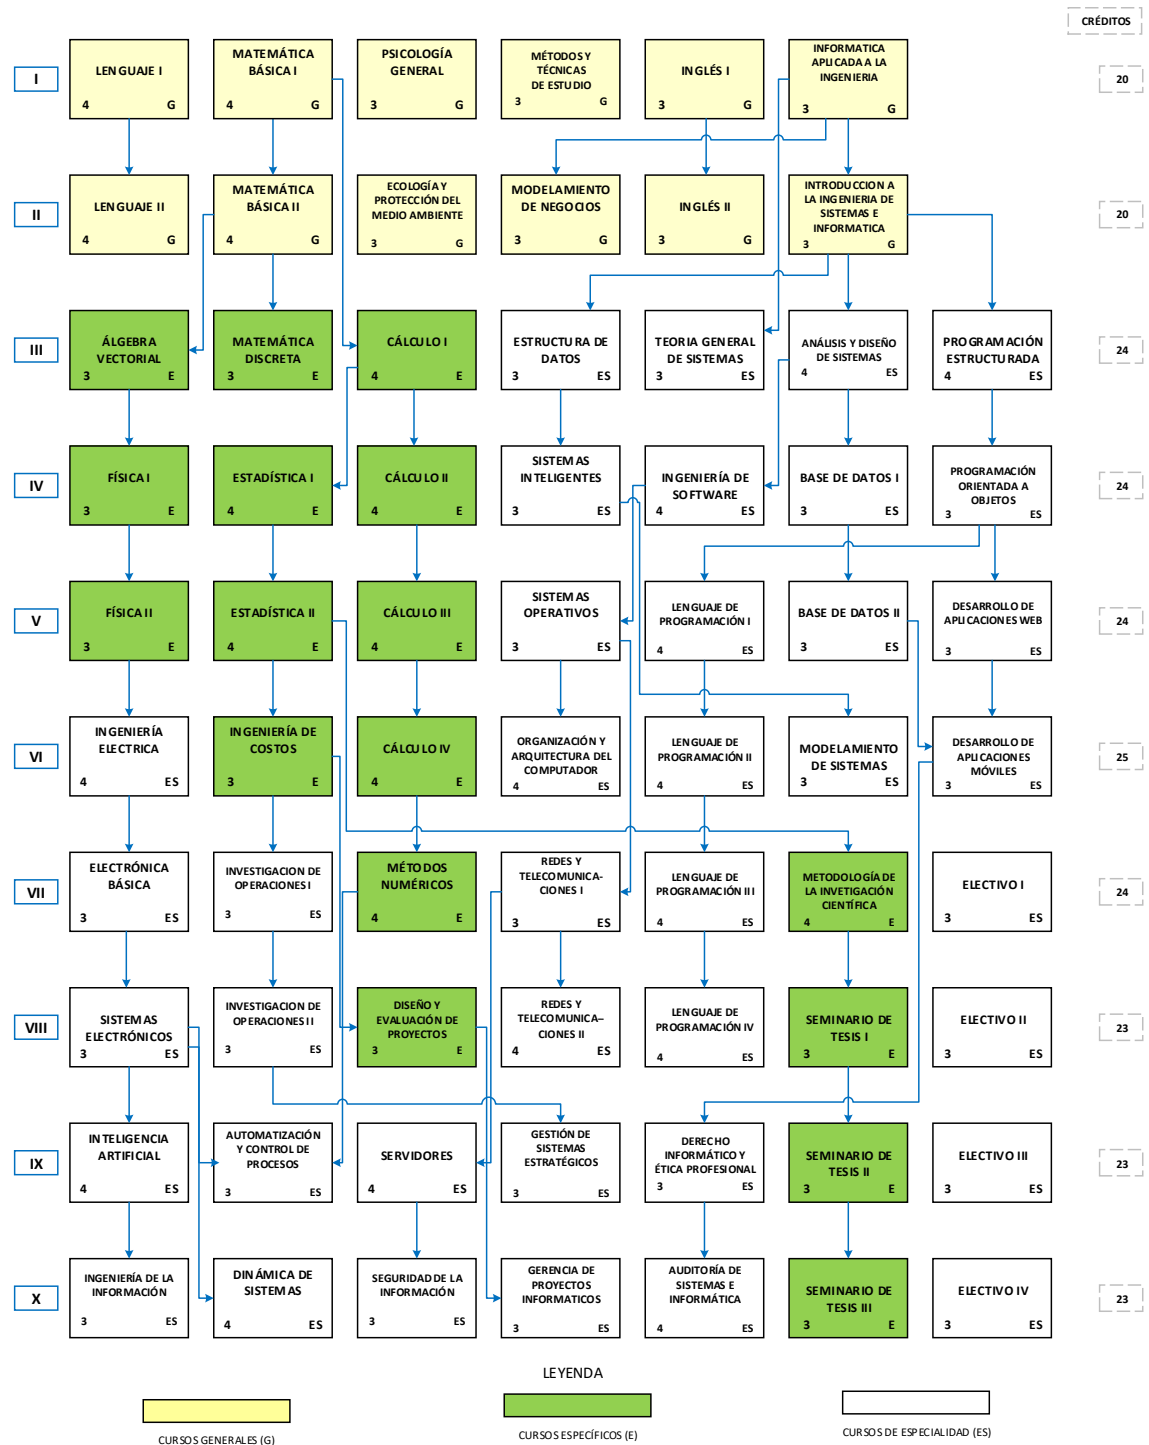 CRÉDITOS
I
LENGUAJE I
4 G
MATEMÁTICA
BÁSICA I
4 G
PSICOLOGÍA
GENERAL
3 G
MÉTODOS Y
TÉCNICAS
DE ESTUDIO
3 G
INGLÉS I
3 G
INFORMATICA
APLICADA A LA
INGENIERIA
3 G
20
II
LENGUAJE II
4 G
MATEMÁTICA
BÁSICA II
4 G
ECOLOGÍA Y
PROTECCIÓN DEL
MEDIO AMBIENTE
3 G
MODELAMIENTO
DE NEGOCIOS
3 G
INGLÉS II
3 G
INTRODUCCION A
LA INGENIERIA DE
SISTEMAS E
INFORMATICA
3 G
20
III
ÁLGEBRA
VECTORIAL
3 E
MATEMÁTICA
DISCRETA
3 E
CÁLCULO I
4 E
ESTRUCTURA DE
DATOS
3 ES
TEORIA GENERAL
DE SISTEMAS
3 ES
ANÁLISIS Y DISEÑO
DE SISTEMAS
4 ES
PROGRAMACIÓN
ESTRUCTURADA
4 ES
24
IV
FÍSICA I
3 E
ESTADÍSTICA I
4 E
CÁLCULO II
4 E
SISTEMAS
INTELIGENTES
3 ES
INGENIERÍA DE
SOFTWARE
4 ES
BASE DE DATOS I
3 ES
PROGRAMACIÓN
ORIENTADA A
OBJETOS
3 ES
24
V
FÍSICA II
3 E
ESTADÍSTICA II
4 E
CÁLCULO III
4 E
SISTEMAS
OPERATIVOS
3 ES
LENGUAJE DE
PROGRAMACIÓN I
4 ES
BASE DE DATOS II
3 ES
DESARROLLO DE
APLICACIONES WEB
3 ES
24
VI
INGENIERÍA
ELECTRICA
4 ES
INGENIERÍA DE
COSTOS
3 E
CÁLCULO IV
4 E
ORGANIZACIÓN Y
ARQUITECTURA DEL
COMPUTADOR
4 ES
LENGUAJE DE
PROGRAMACIÓN II
4 ES
MODELAMIENTO
DE SISTEMAS
3 ES
DESARROLLO DE
APLICACIONES
MÓVILES
3 ES
25
VII
ELECTRÓNICA
BÁSICA
3 ES
INVESTIGACION DE
OPERACIONES I
3 ES
MÉTODOS
NUMÉRICOS
4 E
REDES Y
TELECOMUNICA-
CIONES I
3 ES
LENGUAJE DE
PROGRAMACIÓN III
4 ES
METODOLOGÍA DE
LA INVETIGACIÓN
CIENTÍFICA
4 E
ELECTIVO I
3 ES
24
VIII
SISTEMAS
ELECTRÓNICOS
3 ES
INVESTIGACION DE
OPERACIONES II
3 ES
DISEÑO Y
EVALUACIÓN DE
PROYECTOS
3 E
REDES Y
TELECOMUNICA–
CIONES II
4 ES
LENGUAJE DE
PROGRAMACIÓN IV
4 ES
SEMINARIO DE
TESIS I
3 E
ELECTIVO II
3 ES
23
IX
INTELIGENCIA
ARTIFICIAL
4 ES
AUTOMATIZACIÓN
Y CONTROL DE
PROCESOS
3 ES
SERVIDORES
4 ES
GESTIÓN DE
SISTEMAS
ESTRATÉGICOS
3 ES
DERECHO
INFORMÁTICO Y
ÉTICA PROFESIONAL
3 ES
SEMINARIO DE
TESIS II
3 E
ELECTIVO III
3 ES
23
X
INGENIERÍA DE LA
INFORMACIÓN
3 ES
DINÁMICA DE
SISTEMAS
4 ES
SEGURIDAD DE LA
INFORMACIÓN
3 ES
GERENCIA DE
PROYECTOS
INFORMATICOS
3 ES
AUDITORÍA DE
SISTEMAS E
INFORMÁTICA
4 ES
SEMINARIO DE
TESIS III
3 E
ELECTIVO IV
3 ES
23
LEYENDA
CURSOS GENERALES (G)
CURSOS ESPECÍFICOS (E)
CURSOS DE ESPECIALIDAD (ES)